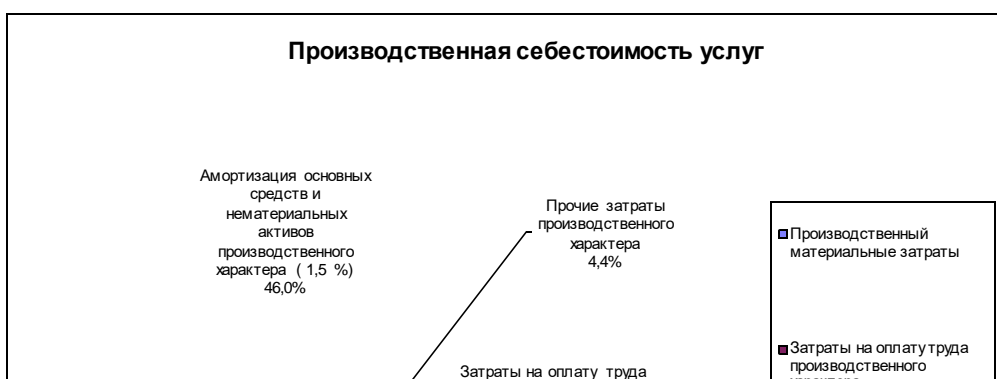 Производственная себестоимость услуг
Амортизация основных
средств и
нематериальных
активов
производственного
характера ( 1,5 %)
46,0%
Прочие затраты
производственного
характера
4,4%
Затраты на оплату труда
Производственный
материальные затраты
Затраты на оплату труда
производственного